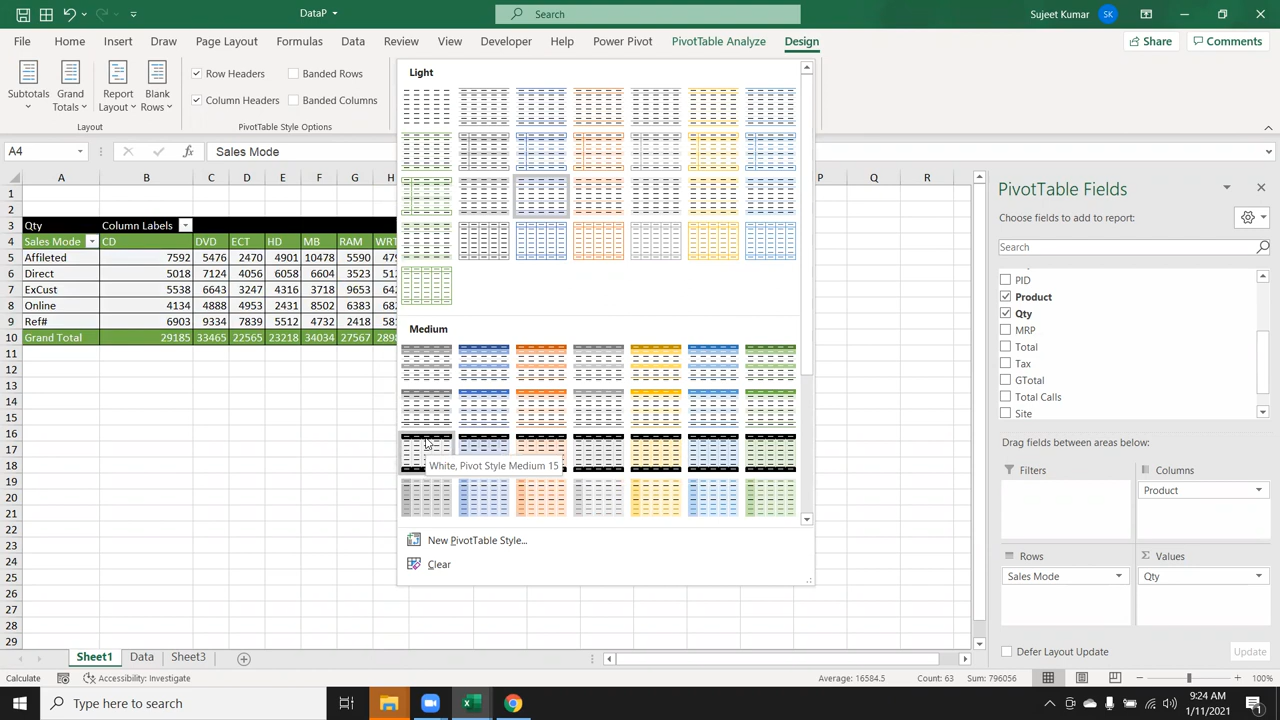 DataP
Search
Sujeet Kumar
SK
File Home Insert Draw Page Layout Formulas Data Review View Developer Help Power Pivot PivotTable Analyze Design
Share
Comments
Subtotals
Grand Totals
Report Layout
Blank Rows
Row Headers
Banded Rows
Column Headers
Banded Columns
Layout
PivotTable Style Options
A4
fx
Sales Mode
A B C D E F G H P Q R
1
2
3 Qty Column Labels
4 Sales Mode CD DVD ECT HD MB RAM WRT
5 Affileted 7592 5476 2470 4901 10478 5590
6 Direct 5018 7124 4056 6058 6604 3523
7 ExCust 5538 6643 3247 4316 3718 9653
8 Online 4134 4888 4953 2431 8502 6383
9 Ref# 6903 9334 7839 5512 4732 2418
10 Grand Total 29185 33465 22565 23218 34034 27567
11
12
13
14
15
16
17
18
19
20
21
22
23
24
25
26
27
28
29
Light
Medium
White, Pivot Style Medium 15
New PivotTable Style...
Clear
PivotTable Fields
Choose fields to add to report:
Search
PID
Product
Qty
MRP
Total
Tax
GTotal
Total Calls
Site
Drag fields between areas below:
Filters
Columns
Product
Rows
Values
Sales Mode
Qty
Defer Layout Update
Update
Sheet1 Data Sheet3
Calculate
Accessibility: Investigate
Average: 16584.5 Count: 63 Sum: 796056
100%
Type here to search
9:24 AM
1/11/2021